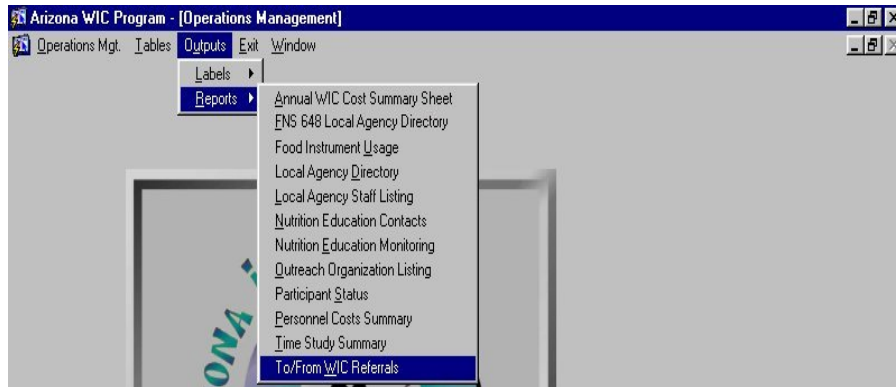 Arizona WIC Program - [Operations Management]
Operations Mgt. Tables Outputs Exit Window
Labels
Reports
Annual WIC Cost Summary Sheet
FNS 648 Local Agency Directory
Food Instrument Usage
Local Agency Directory
Local Agency Staff Listing
Nutrition Education Contacts
Nutrition Education Monitoring
Outreach Organization Listing
Participant Status
Personnel Costs Summary
Time Study Summary
To/From WIC Referrals